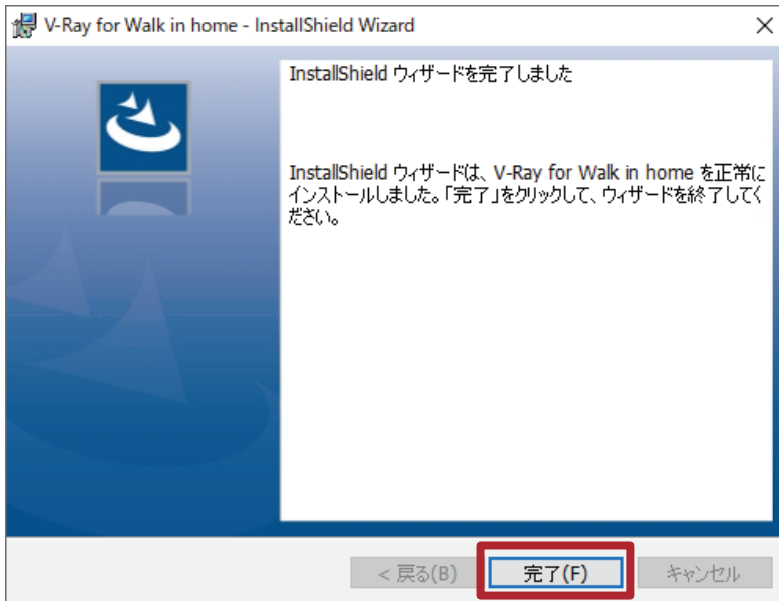 V-Ray for Walk in home - InstallShield Wizard
InstallShield ウィザードを完了しました
InstallShield ウィザードは、V-Ray for Walk in home を正常に
インストールしました。「完了」をクリックして、ウィザードを終了してく
ださい。
< 戻る(B)
完了(F)
キャンセル